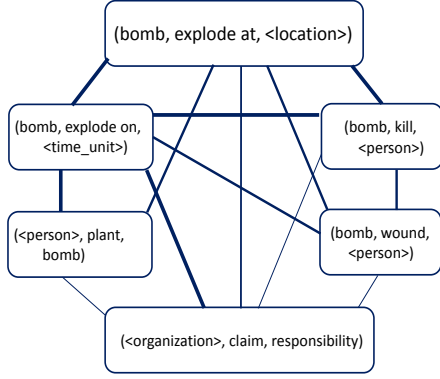 (bomb, explode at, <location>)
(bomb, explode on,
<time_unit>)
(bomb, kill,
<person>)
(<person>, plant,
bomb)
(bomb, wound,
<person>)
(<organization>, claim, responsibility)